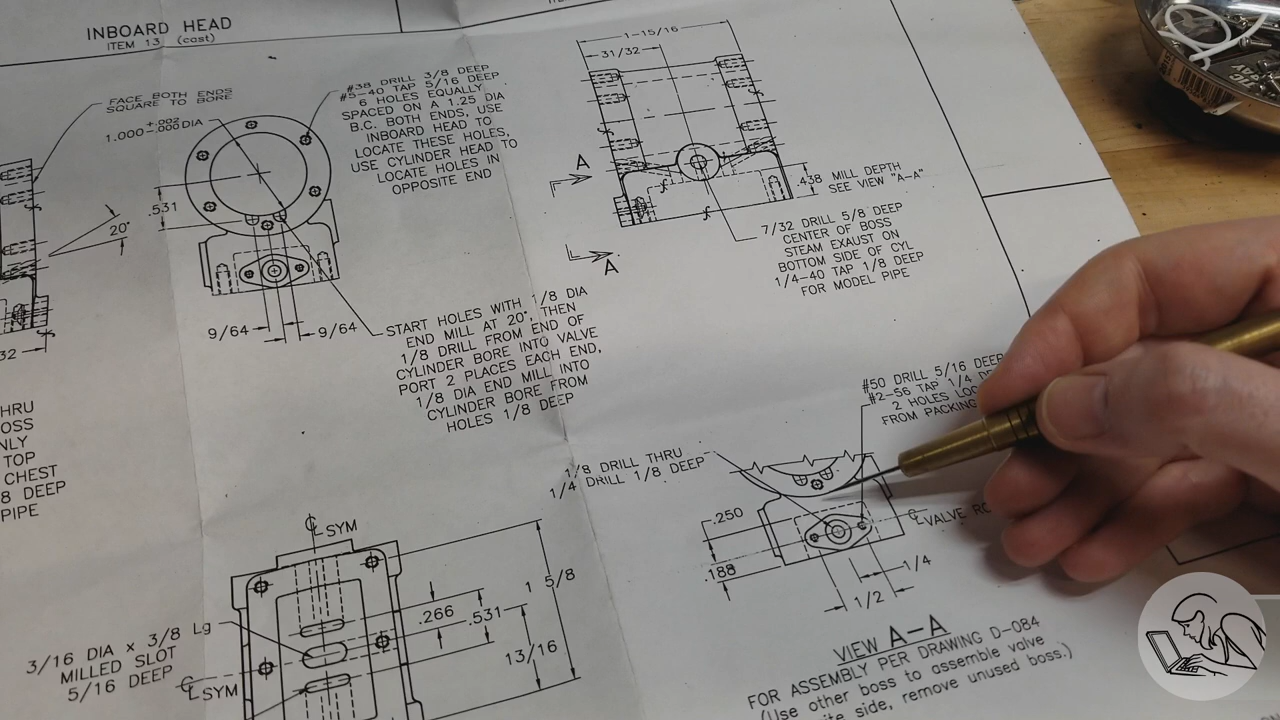 INBOARD HEAD
ITEM 13 (cast)
FACE BOTH ENDS
SQUARE TO BORE
1.000 +.002 -.000 DIA
#38 DRILL 3/8 DEEP
#5-40 TAP 5/16 DEEP
6 HOLES EQUALLY
SPACED ON A 1.25 DIA
B.C. BOTH ENDS, USE
INBOARD HEAD TO
LOCATE THESE HOLES,
USE CYLINDER HEAD TO
LOCATE HOLES IN
OPPOSITE END
1-15/16
31/32
A
A
.438 MILL DEPTH
SEE VIEW "A-A"
7/32 DRILL 5/8 DEEP
CENTER OF BOSS
STEAM EXAUST ON
BOTTOM SIDE OF CYL
1/4-40 TAP 1/8 DEEP
FOR MODEL PIPE
.531
20°
9/64
9/64
START HOLES WITH 1/8 DIA
END MILL AT 20°, THEN
1/8 DRILL FROM END OF
CYLINDER BORE INTO VALVE
PORT 2 PLACES EACH END,
1/8 DIA END MILL INTO
CYLINDER BORE FROM
HOLES 1/8 DEEP
32
THRU
OSS
NLY
TOP
CHEST
8 DEEP
PIPE
#50 DRILL 5/16 DEEP
#2-56 TAP 1/4
2 HOLES
FROM PACKING
1/8 DRILL THRU
1/4 DRILL 1/8 DEEP
.250
.188
VALVE
1/4
1/2
VIEW A-A
FOR ASSEMBLY PER DRAWING D-084
(Use other boss to assemble valve
side, remove unused boss.)
℄ SYM
3/16 DIA x 3/8 Lg
MILLED SLOT
5/16 DEEP
℄ SYM
.266
.531
1 5/8
13/16